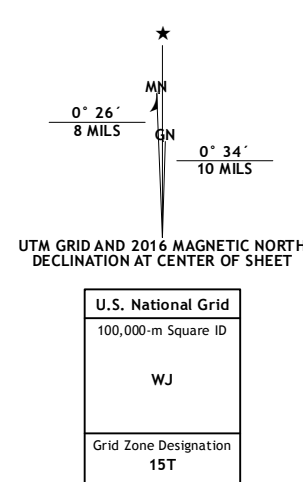 MN
0° 26´
8 MILS
GN
0° 34´
10 MILS
UTM GRID AND 2016 MAGNETIC NORTH
DECLINATION AT CENTER OF SHEET
U.S. National Grid
100,000-m Square ID
WJ
Grid Zone Designation
15T